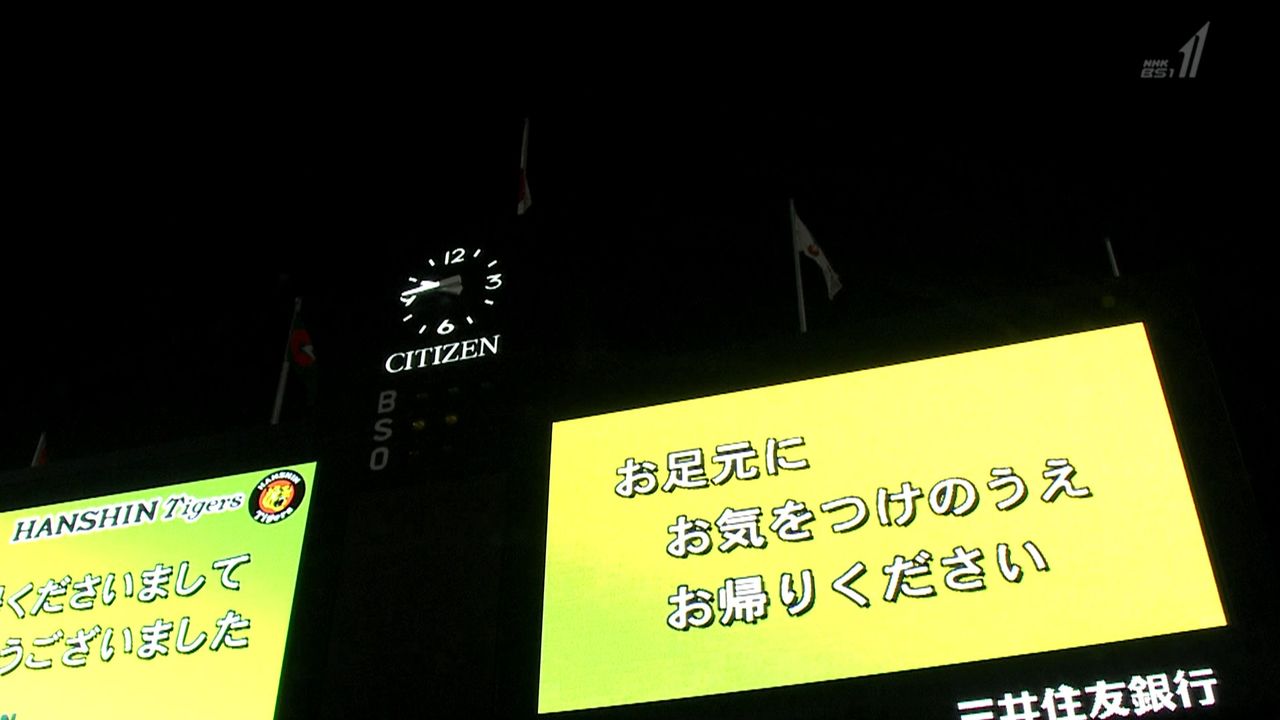 NHK
BS1
12
3
6
9
CITIZEN
B
S
O
HANSHIN Tigers
HANSHIN
TIGERS
くださいまして
うございました
お足元に
お気をつけのうえ
お帰りください
三井住友銀行